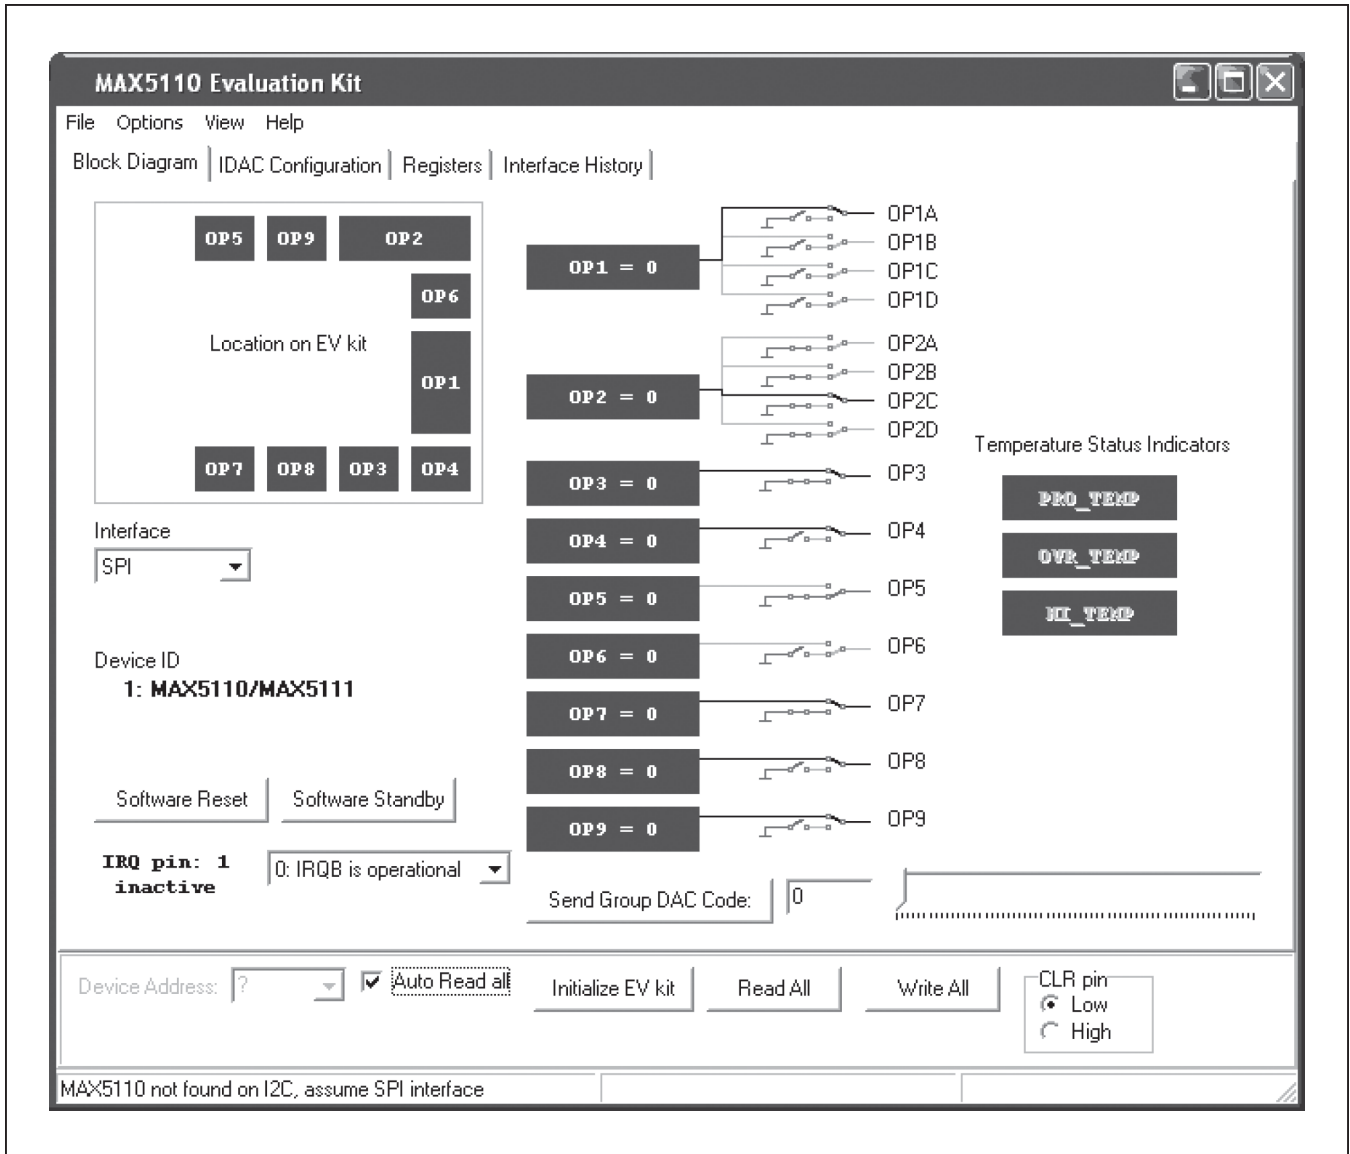 MAX5110 Evaluation Kit
File Options View Help
Block Diagram IDAC Configuration Registers Interface History
OP5 OP9 OP2
OP6
Location on EV kit
OP1
OP7 OP8 OP3 OP4
Interface
SPI
Device ID
1: MAX5110/MAX5111
Software Reset Software Standby
IRQ pin: 1
inactive
0: IRQB is operational
OP1 = 0
OP1A
OP1B
OP1C
OP1D
OP2 = 0
OP2A
OP2B
OP2C
OP2D
OP3 = 0 OP3
OP4 = 0 OP4
OP5 = 0 OP5
OP6 = 0 OP6
OP7 = 0 OP7
OP8 = 0 OP8
OP9 = 0 OP9
Temperature Status Indicators
PRO_TEMP
OVR_TEMP
HI_TEMP
Send Group DAC Code: 0
Device Address: ? Auto Read all Initialize EV kit Read All Write All
CLR pin
Low
High
MAX5110 not found on I2C, assume SPI interface